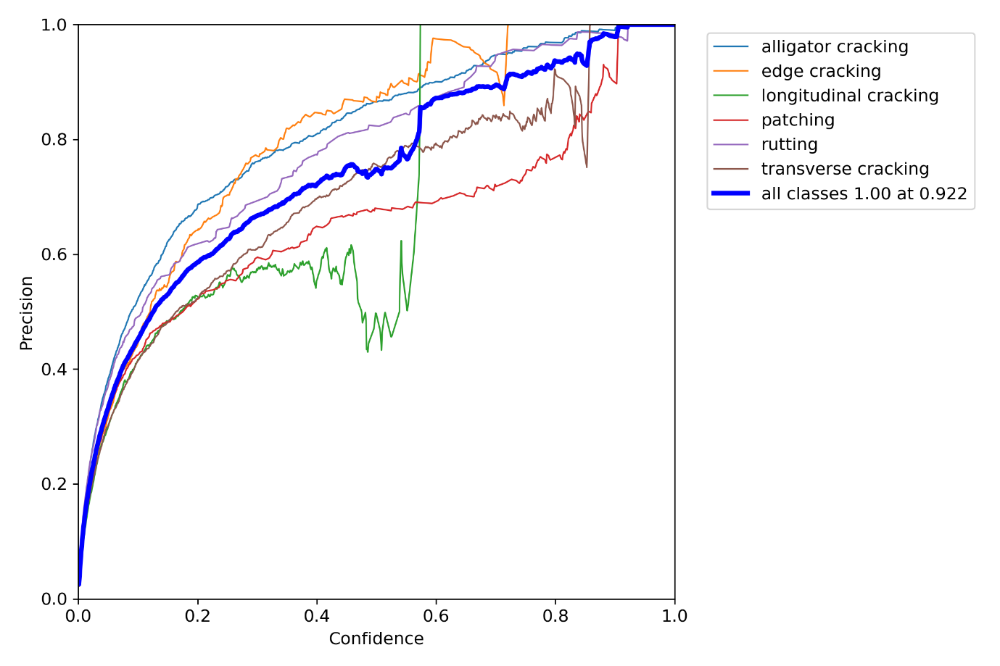 1.0
0.8
0.6
0.4
0.2
0.0
0.0 0.2 0.4 0.6 0.8 1.0
Precision
Confidence
alligator cracking
edge cracking
longitudinal cracking
patching
rutting
transverse cracking
all classes 1.00 at 0.922